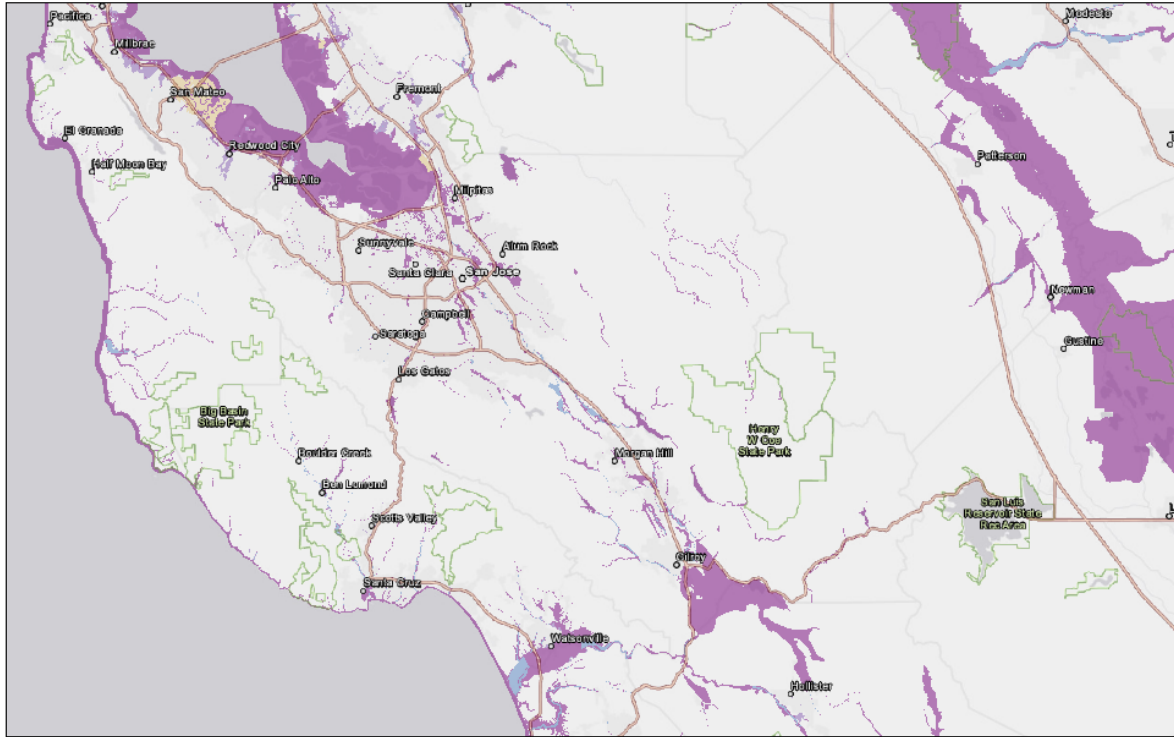 Pacifica
Modesto
Millbrae
San Mateo
Fremont
El Granada
Redwood City
Half Moon Bay
Patterson
Palo Alto
Milpitas
Sunnyvale
Alum Rock
Santa Clara
San Jose
Newman
Campbell
Saratoga
Gustine
Los Gatos
Big Basin
State Park
Henry
W Coe
State Park
Boulder Creek
Morgan Hill
Ben Lomond
San Luis
Reservoir State
Rec Area
Scotts Valley
Gilroy
Santa Cruz
Watsonville
Hollister